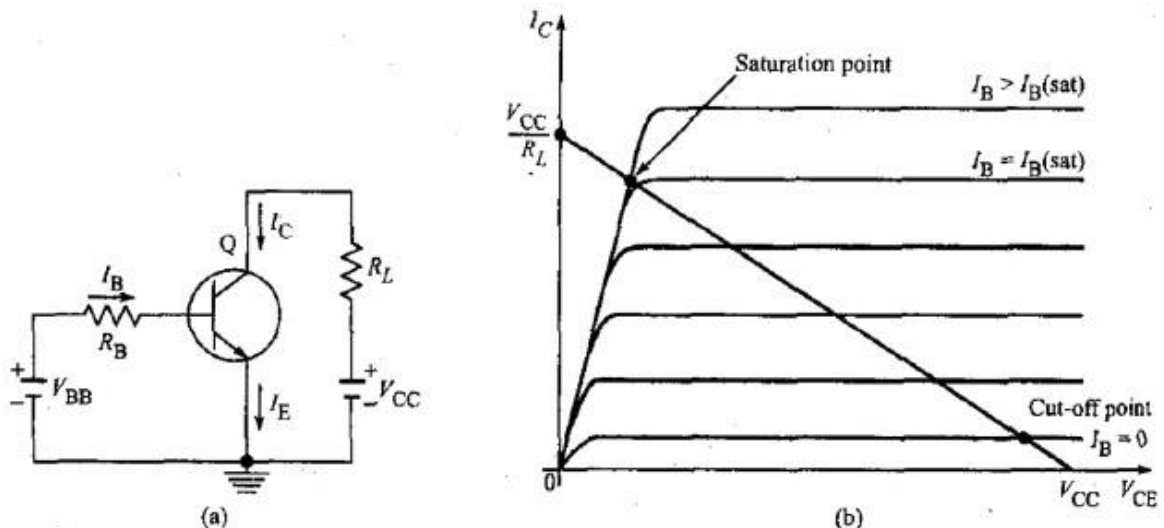 Q
I_C
I_B
R_B
R_L
+
−
V_BB
I_E
+
−
V_CC
(a)
I_C
Saturation point
I_B > I_B(sat)
V_CC
R_L
I_B = I_B(sat)
Cut-off point
I_B = 0
0
V_CC V_CE
(b)